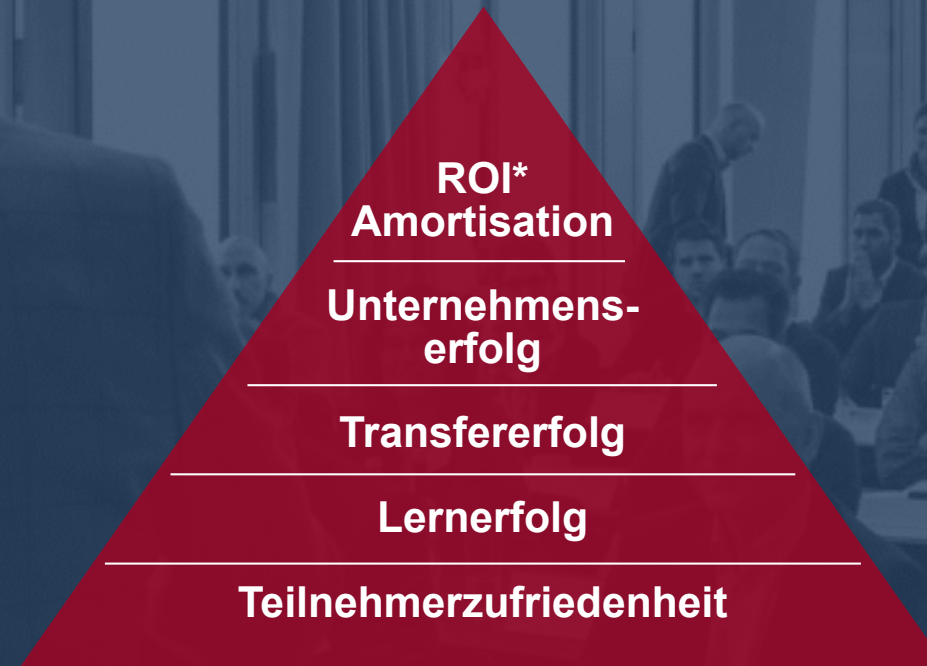 ROI*
Amortisation
Unternehmens-
erfolg
Transfererfolg
Lernerfolg
Teilnehmerzufriedenheit